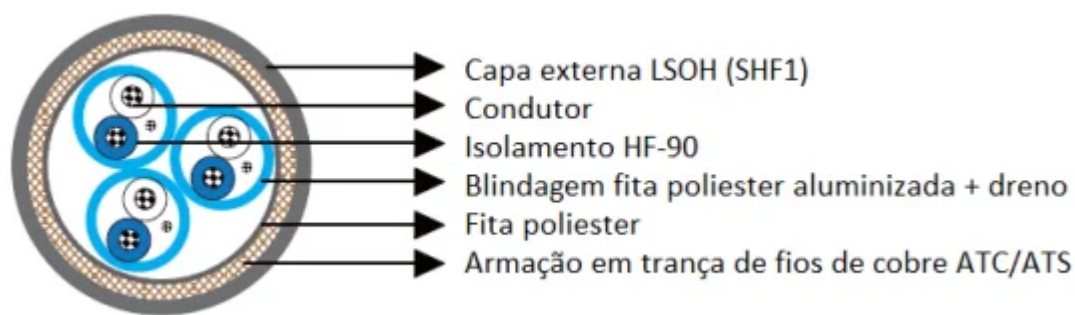 Capa externa LSOH (SHF1)
Condutor
Isolamento HF-90
Blindagem fita poliester aluminizada + dreno
Fita poliester
Armação em trança de fios de cobre ATC/ATS